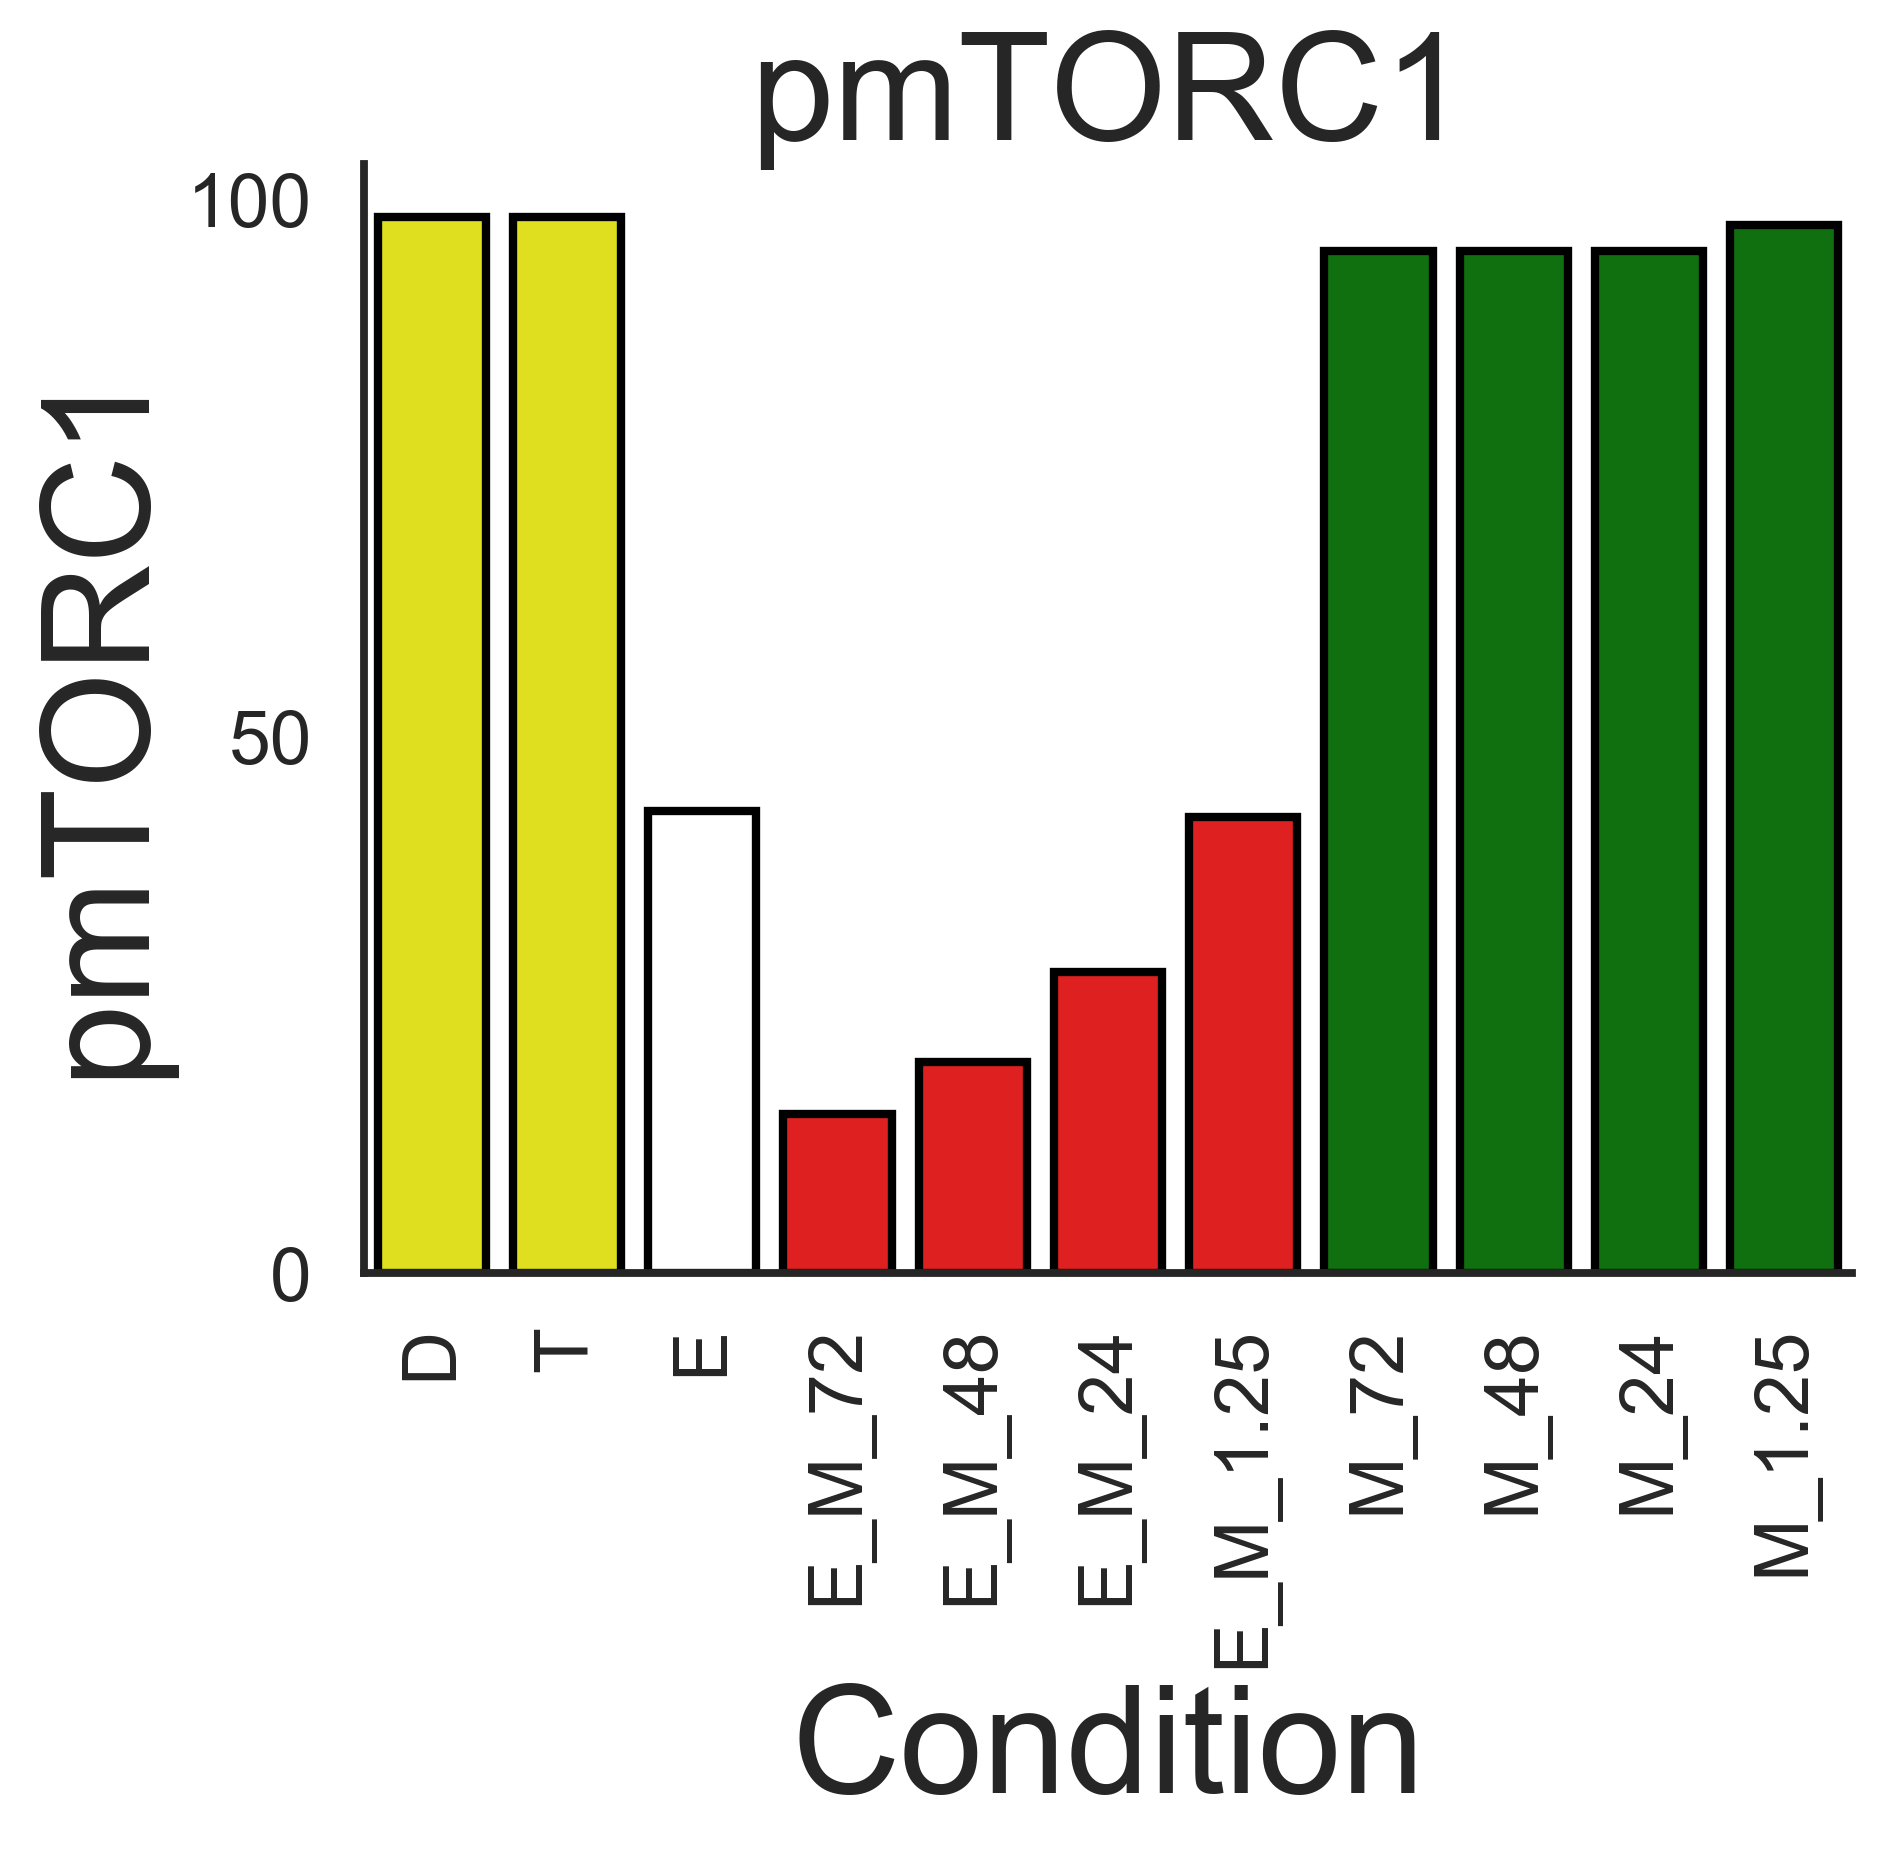 pmTORC1
pmTORC1
100
50
0
D
T
E
E_M_72
E_M_48
E_M_24
E_M_1.25
M_72
M_48
M_24
M_1.25
Condition